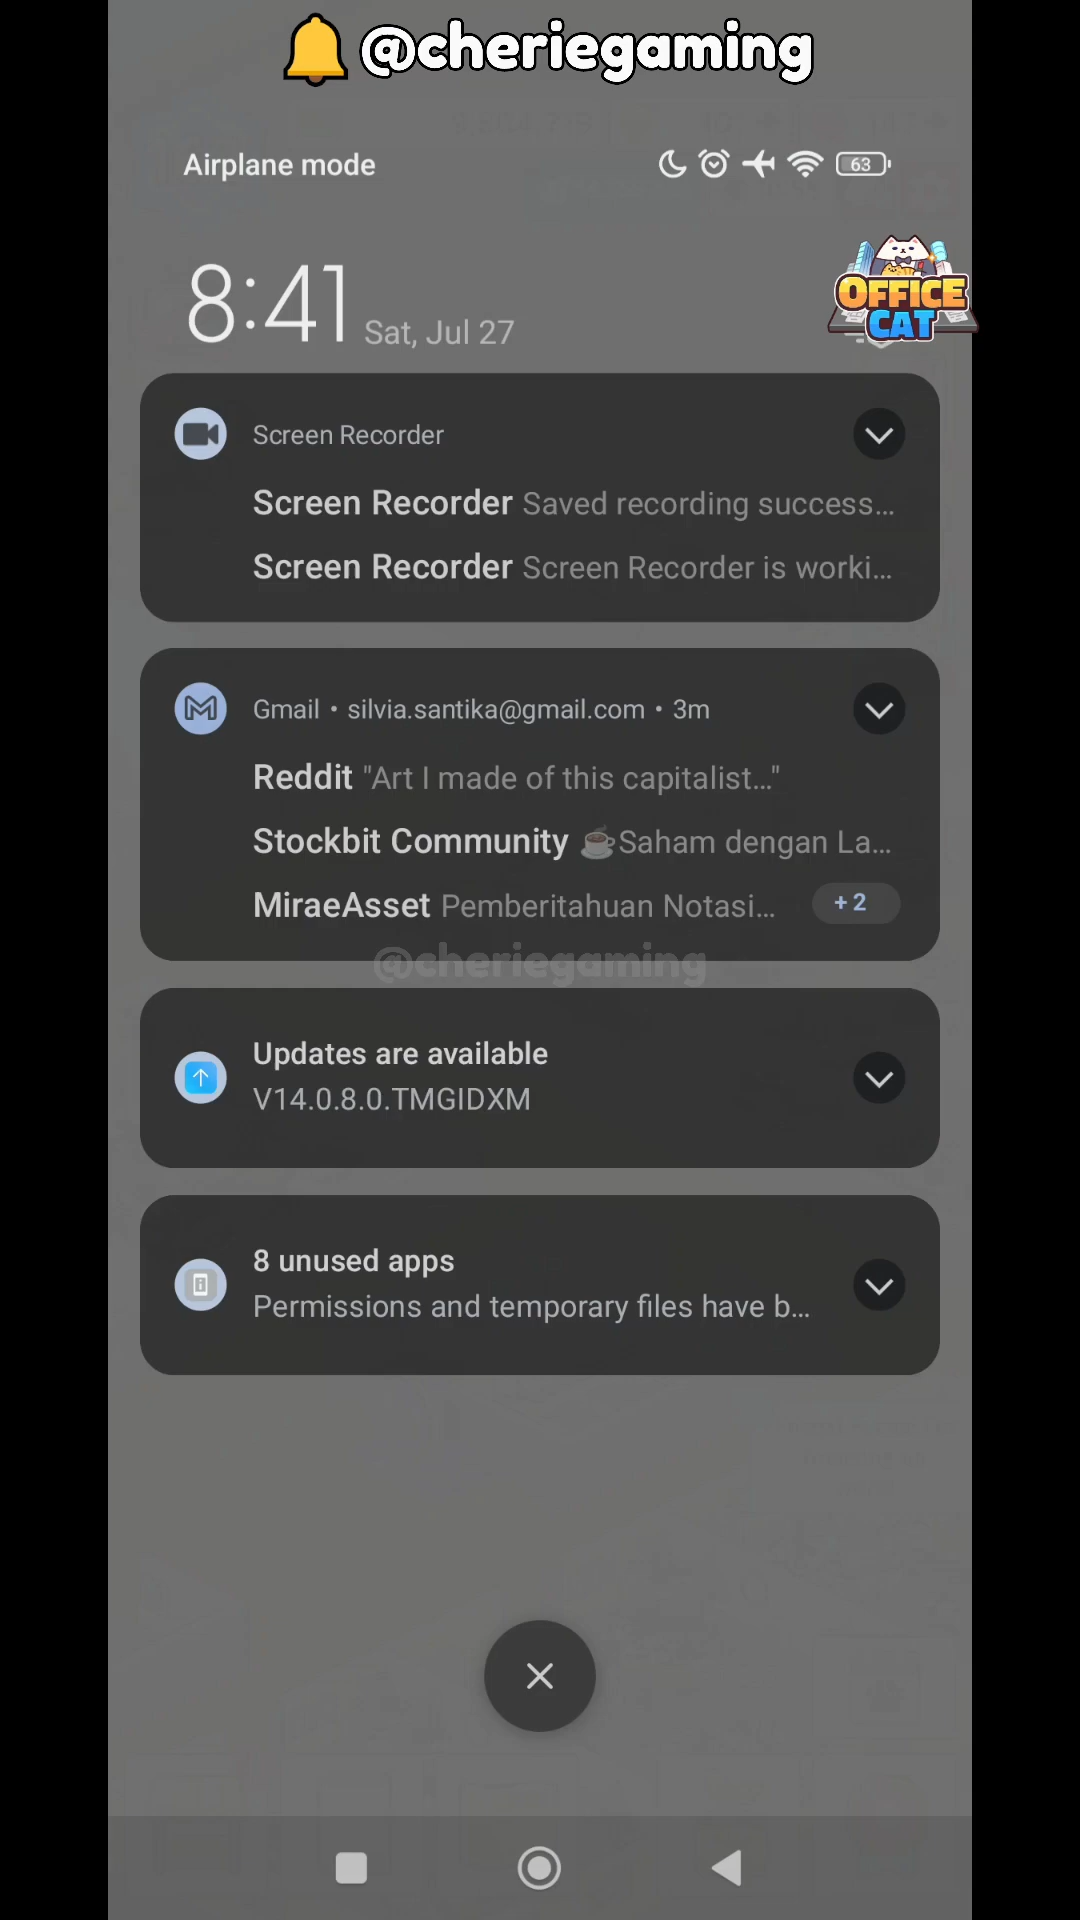 🔔 @cheriegaming
Airplane mode
63
8:41 Sat, Jul 27
OFFICE
CAT
Screen Recorder
Screen Recorder Saved recording success...
Screen Recorder Screen Recorder is worki...
Gmail • silvia.santika@gmail.com • 3m
Reddit "Art I made of this capitalist..."
Stockbit Community ☕Saham dengan La...
MiraeAsset Pemberitahuan Notasi... +2
@cheriegaming
Updates are available
V14.0.8.0.TMGIDXM
8 unused apps
Permissions and temporary files have b...